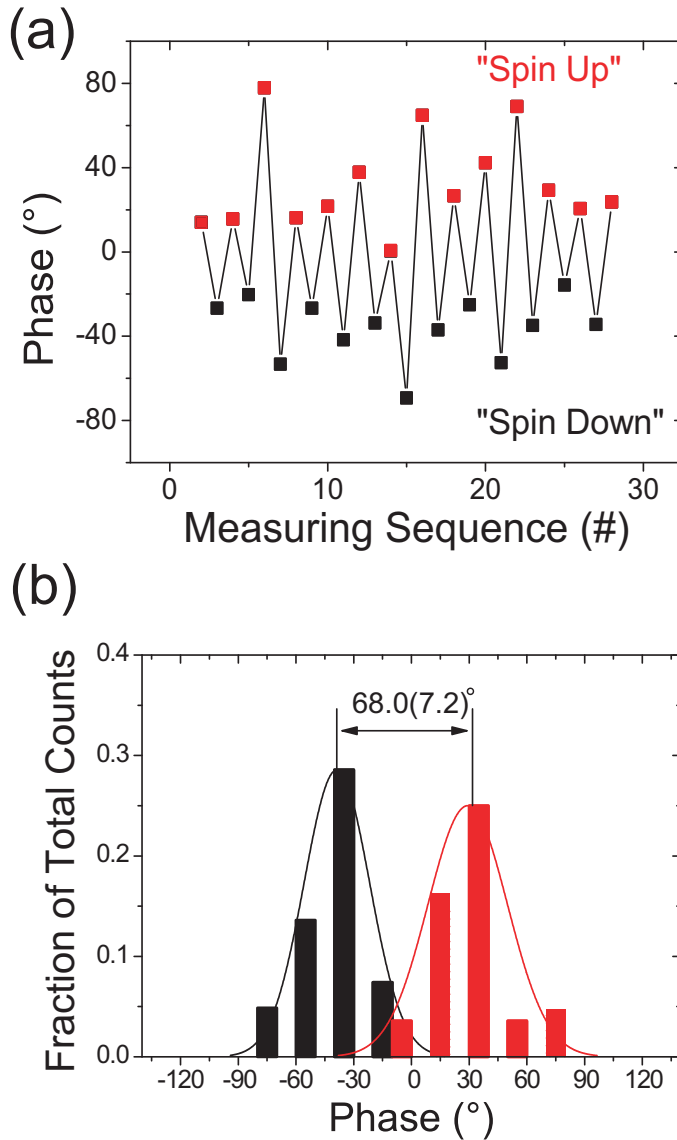 (a)
"Spin Up"
80
40
0
-40
-80
Phase (°)
"Spin Down"
0 10 20 30
Measuring Sequence (#)
(b)
0.4
0.3
0.2
0.1
0.0
Fraction of Total Counts
68.0(7.2)°
-120 -90 -60 -30 0 30 60 90 120
Phase (°)